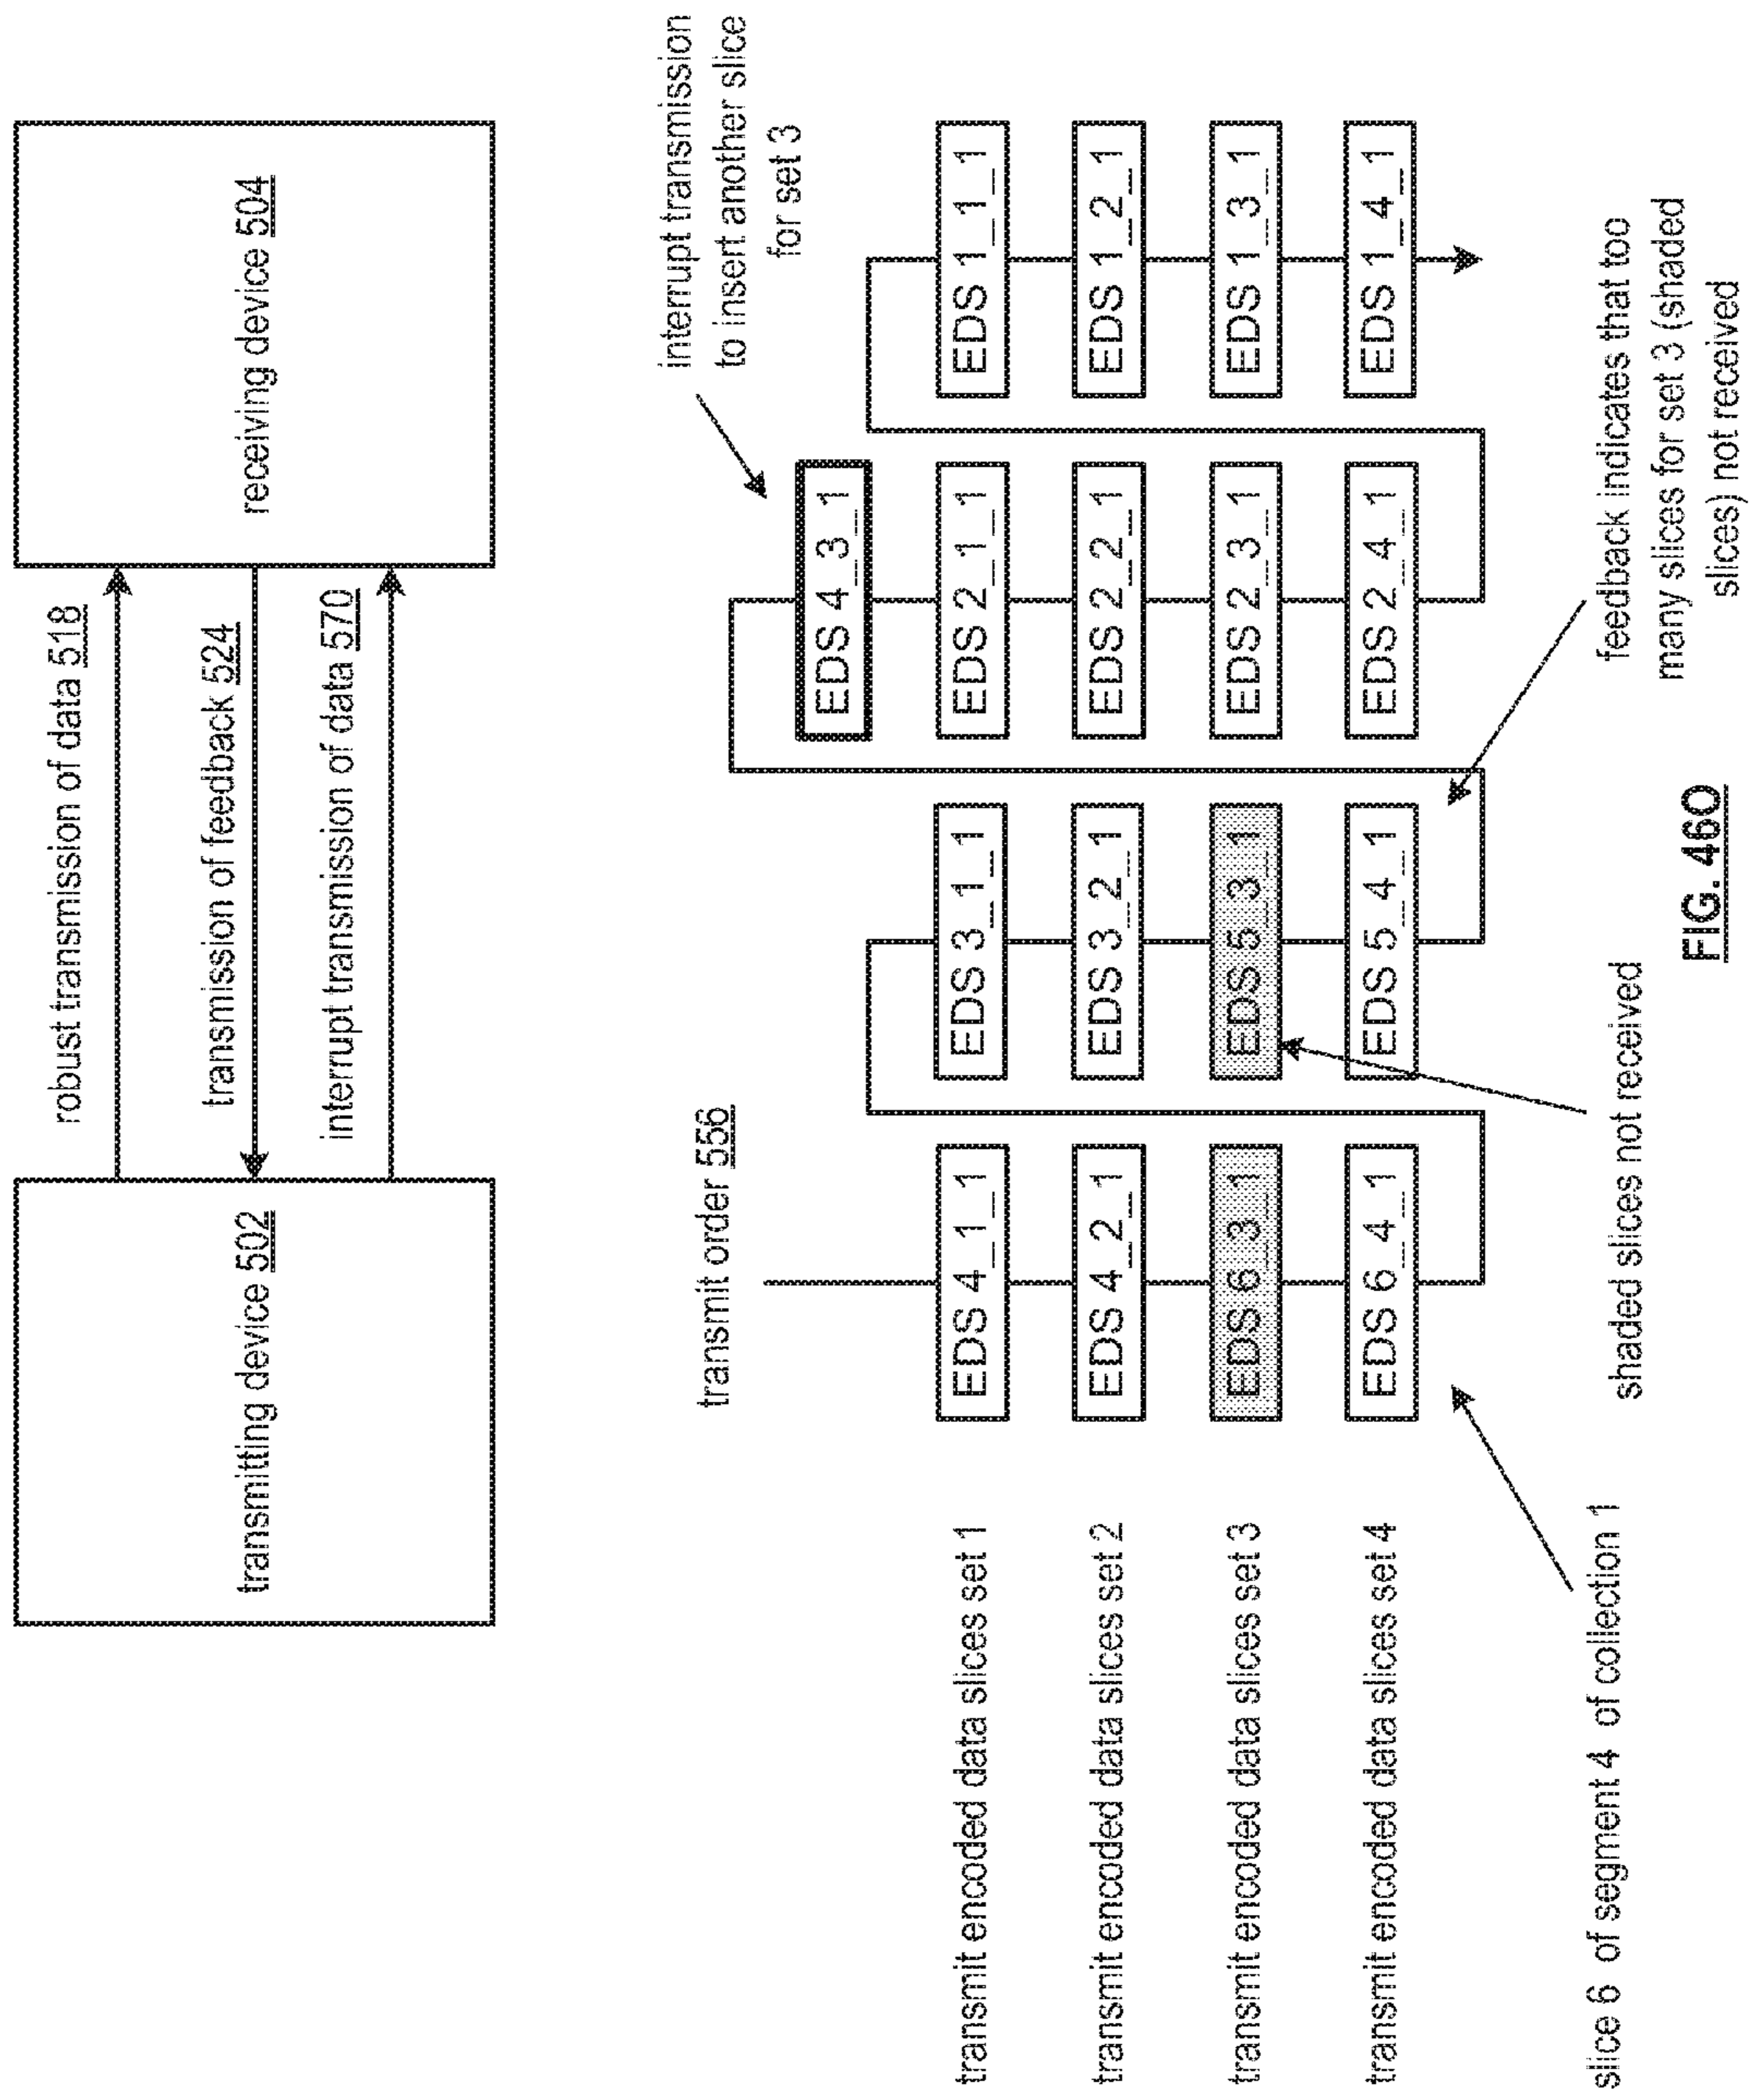 transmitting device 502
robust transmission of data 518
transmission of feedback 524
interrupt transmission of data 570
receiving device 504
transmit order 556
interrupt transmission
to insert another slice
for set 3
EDS 4_3_1
transmit encoded data slices set 1
EDS 4_1_1
EDS 3_1_1
EDS 2_1_1
EDS 1_1_1
transmit encoded data slices set 2
EDS 4_2_1
EDS 3_2_1
EDS 2_2_1
EDS 1_2_1
transmit encoded data slices set 3
EDS 6_3_1
EDS 5_3_1
EDS 2_3_1
EDS 1_3_1
transmit encoded data slices set 4
EDS 6_4_1
EDS 5_4_1
EDS 2_4_1
EDS 1_4_1
slice 6 of segment 4 of collection 1
shaded slices not received
feedback indicates that too
many slices for set 3 (shaded
slices) not received
FIG. 46O